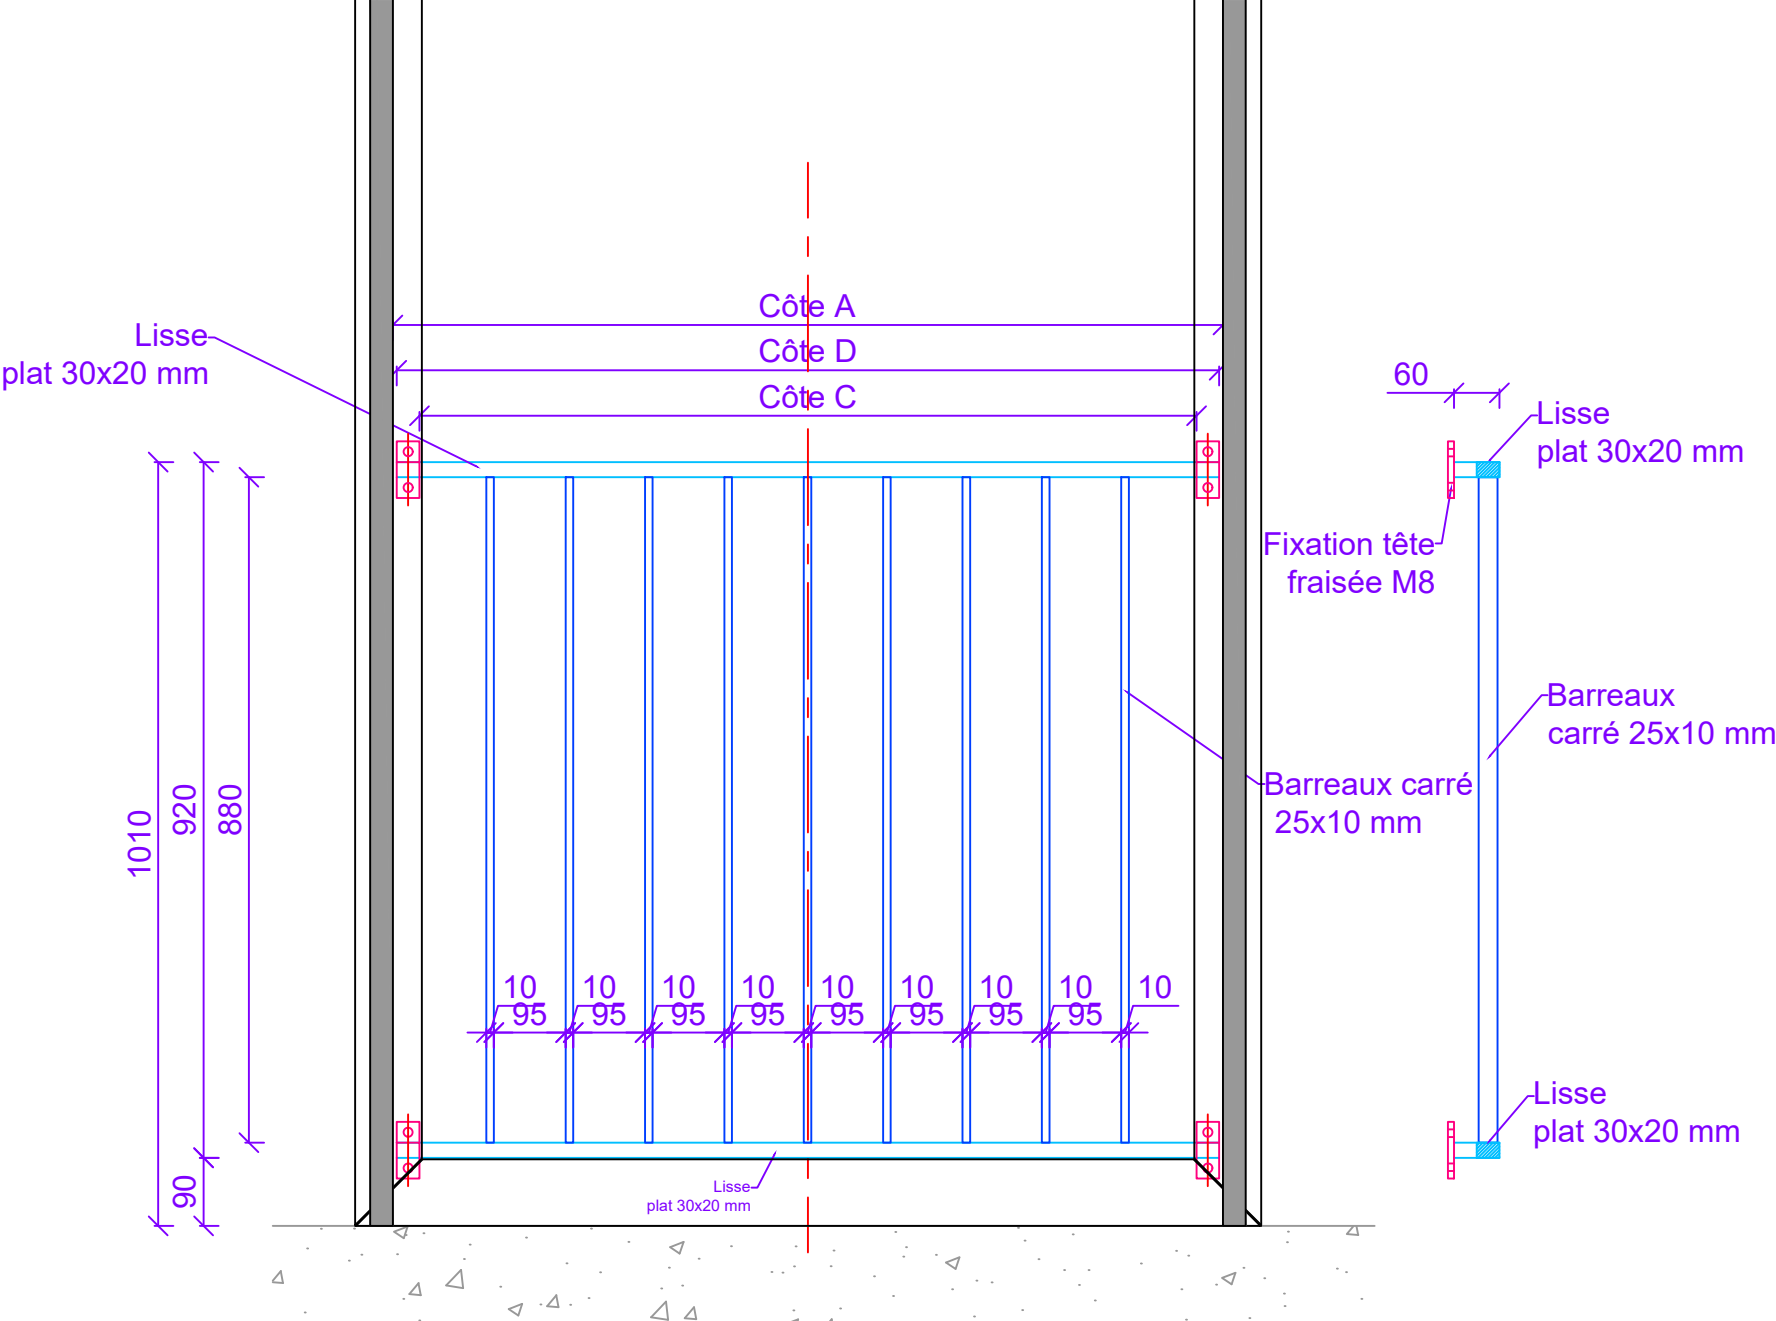 Côte A
Côte D
Côte C
Lisse
plat 30x20 mm
60
Lisse
plat 30x20 mm
Fixation tête
fraisée M8
Barreaux
carré 25x10 mm
Barreaux carré
25x10 mm
1010
920
880
90
10 10 10 10 10 10 10 10 10
95 95 95 95 95 95 95 95
Lisse
plat 30x20 mm
Lisse
plat 30x20 mm